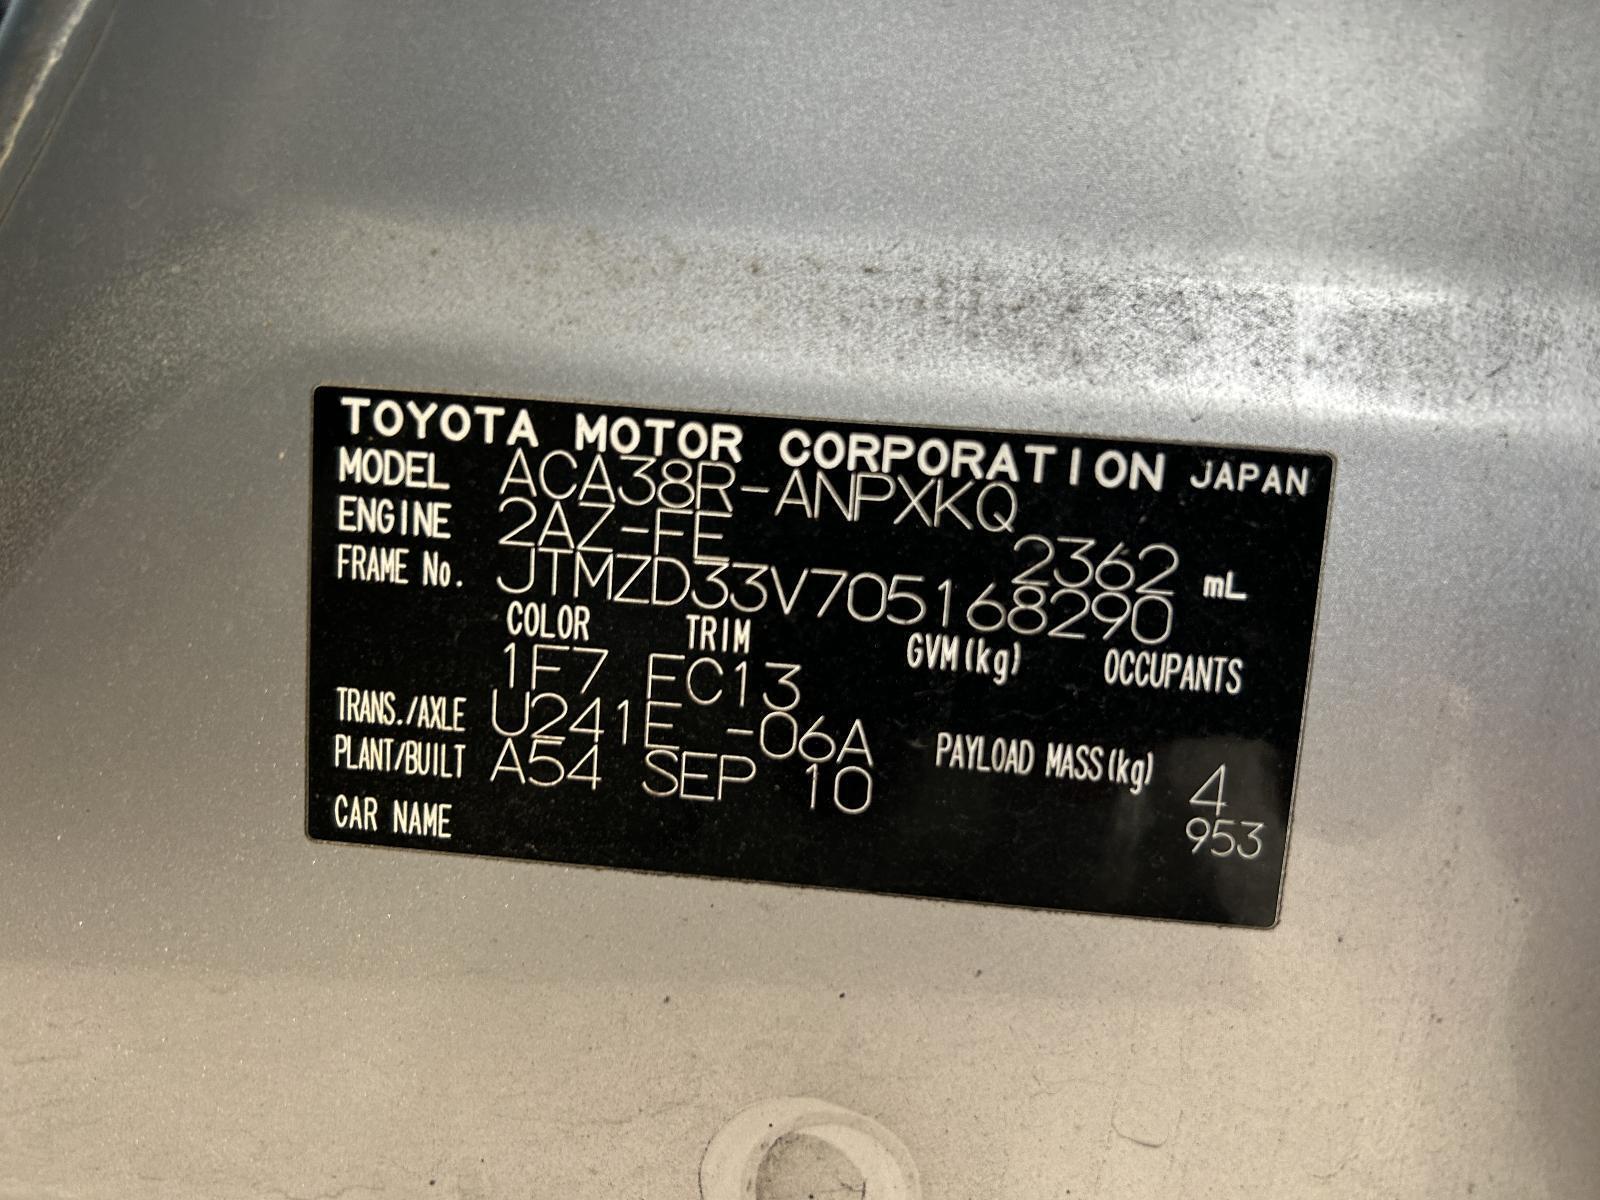 TOYOTA MOTOR CORPORATION JAPAN
MODEL ACA38R-ANPXKQ
ENGINE 2AZ-FE 2362 mL
FRAME No. JTMZD33V705168290
COLOR TRIM GVM(kg) OCCUPANTS
1F7 FC13
TRANS./AXLE U241E -06A PAYLOAD MASS(kg) 4
PLANT/BUILT A54 SEP 10 953
CAR NAME